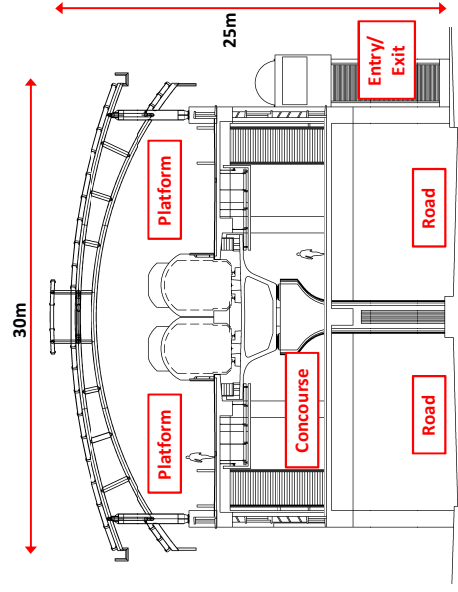 30m
25m
Platform
Platform
Concourse
Entry/
Exit
Road
Road